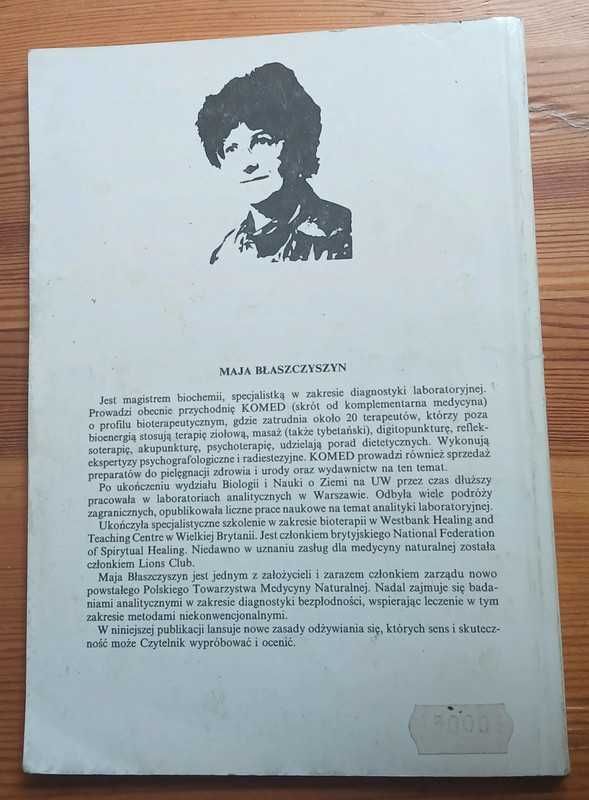 MAJA BŁASZCZYSZYN
Jest magistrem biochemii, specjalistką w zakresie diagnostyki laboratoryjnej.
Prowadzi obecnie przychodnię KOMED (skrót od komplementarna medycyna)
o profilu bioterapeutycznym, gdzie zatrudnia około 20 terapeutów, którzy poza
bioenergią stosują terapię ziołową, masaż (także tybetański), digitopunkturę, reflek-
soterapię, akupunkturę, psychoterapię, udzielają porad dietetycznych. Wykonują
ekspertyzy psychografologiczne i radiestezyjne. KOMED prowadzi również sprzedaż
preparatów do pielęgnacji zdrowia i urody oraz wydawnictw na ten temat.
Po ukończeniu wydziału Biologii i Nauki o Ziemi na UW przez czas dłuższy
pracowała w laboratoriach analitycznych w Warszawie. Odbyła wiele podróży
zagranicznych, opublikowała liczne prace naukowe na temat analityki laboratoryjnej.
Ukończyła specjalistyczne szkolenie w zakresie bioterapii w Westbank Healing and
Teaching Centre w Wielkiej Brytanii. Jest członkiem brytyjskiego National Federation
of Spirytual Healing. Niedawno w uznaniu zasług dla medycyny naturalnej została
członkiem Lions Club.
Maja Błaszczyszyn jest jednym z założycieli i zarazem członkiem zarządu nowo
powstałego Polskiego Towarzystwa Medycyny Naturalnej. Nadal zajmuje się bada-
niami analitycznymi w zakresie diagnostyki bezpłodności, wspierając leczenie w tym
zakresie metodami niekonwencjonalnymi.
W niniejszej publikacji lansuje nowe zasady odżywiania się, których sens i skutecz-
ność może Czytelnik wypróbować i ocenić.